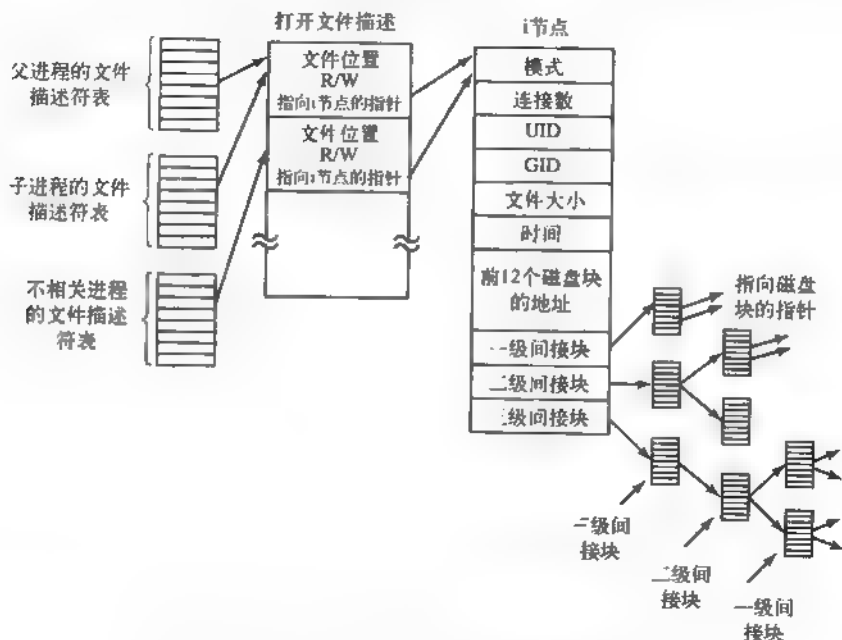 打开文件描述
i节点
父进程的文件
描述符表
文件位置
R/W
指向i节点的指针
文件位置
R/W
指向i节点的指针
子进程的文件
描述符表
不相关进程
的文件描述
符表
模式
连接数
UID
GID
文件大小
时间
前12个磁盘块
的地址
一级间接块
二级间接块
三级间接块
指向磁盘
块的指针
三级间
接块
二级间
接块
一级间
接块